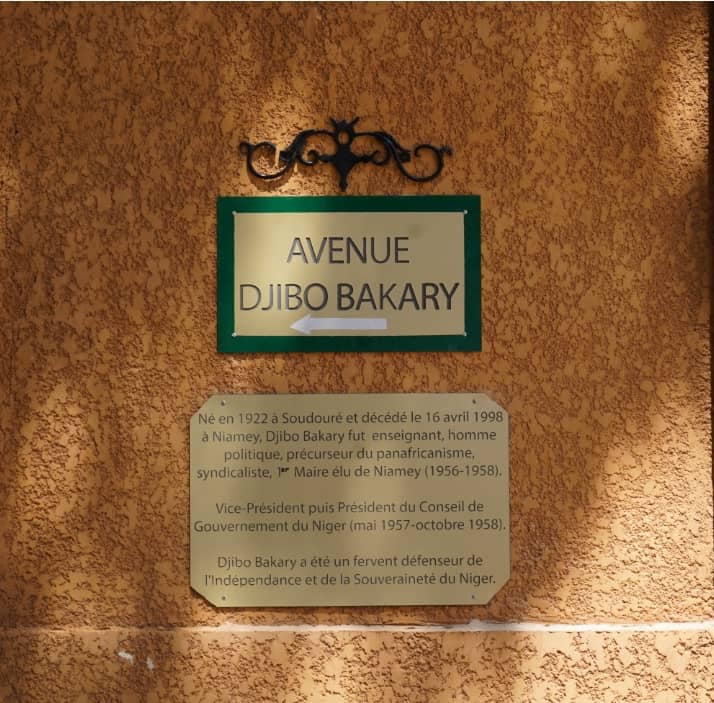 AVENUE
DJIBO BAKARY
Né en 1922 à Soudouré et décédé le 16 avril 1998
à Niamey, Djibo Bakary fut enseignant, homme
politique, précurseur du panafricanisme,
syndicaliste, 1er Maire élu de Niamey (1956-1958).
Vice-Président puis Président du Conseil de
Gouvernement du Niger (mai 1957-octobre 1958).
Djibo Bakary a été un fervent défenseur de
l'Indépendance et de la Souveraineté du Niger.